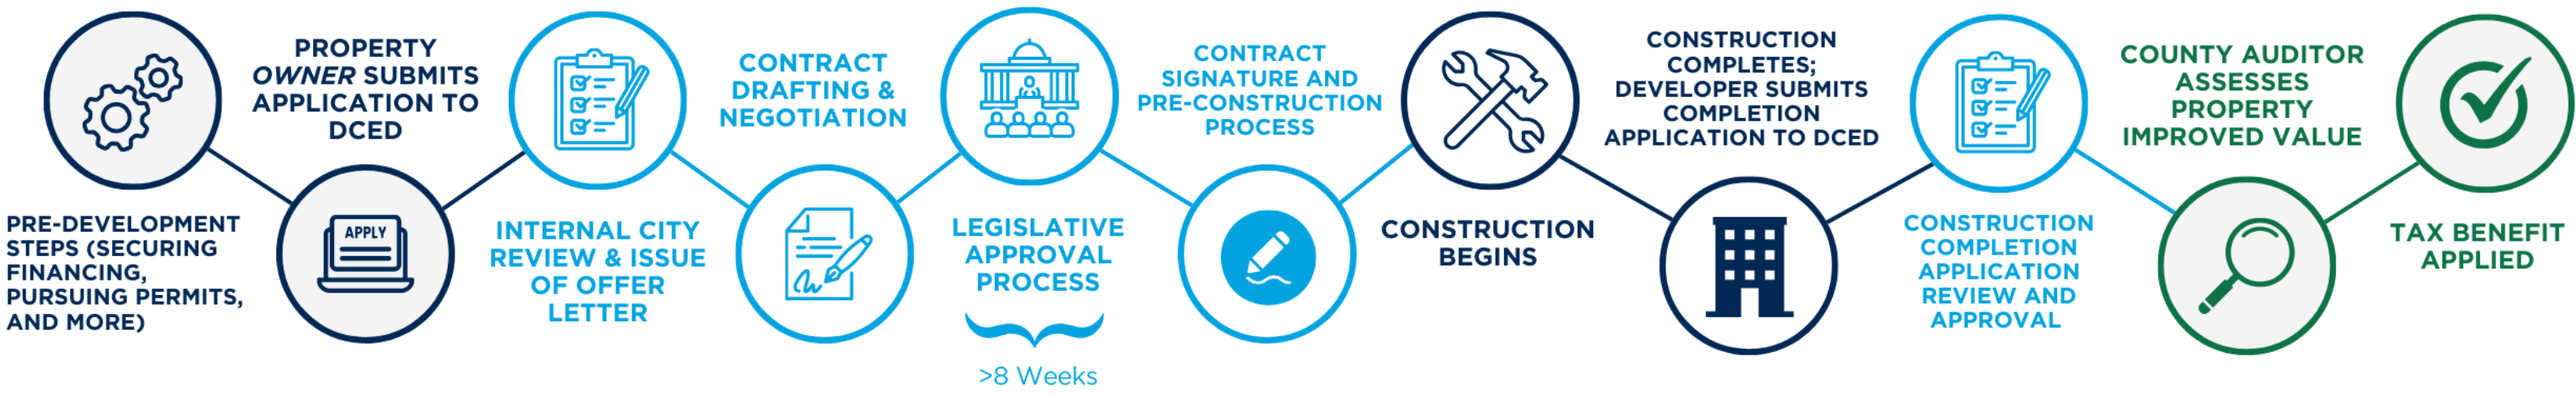 PRE-DEVELOPMENT
STEPS (SECURING
FINANCING,
PURSUING PERMITS,
AND MORE)
PROPERTY
OWNER SUBMITS
APPLICATION TO
DCED
APPLY
INTERNAL CITY
REVIEW & ISSUE
OF OFFER
LETTER
CONTRACT
DRAFTING &
NEGOTIATION
LEGISLATIVE
APPROVAL
PROCESS
>8 Weeks
CONTRACT
SIGNATURE AND
PRE-CONSTRUCTION
PROCESS
CONSTRUCTION
BEGINS
CONSTRUCTION
COMPLETES;
DEVELOPER SUBMITS
COMPLETION
APPLICATION TO DCED
CONSTRUCTION
COMPLETION
APPLICATION
REVIEW AND
APPROVAL
COUNTY AUDITOR
ASSESSES
PROPERTY
IMPROVED VALUE
TAX BENEFIT
APPLIED